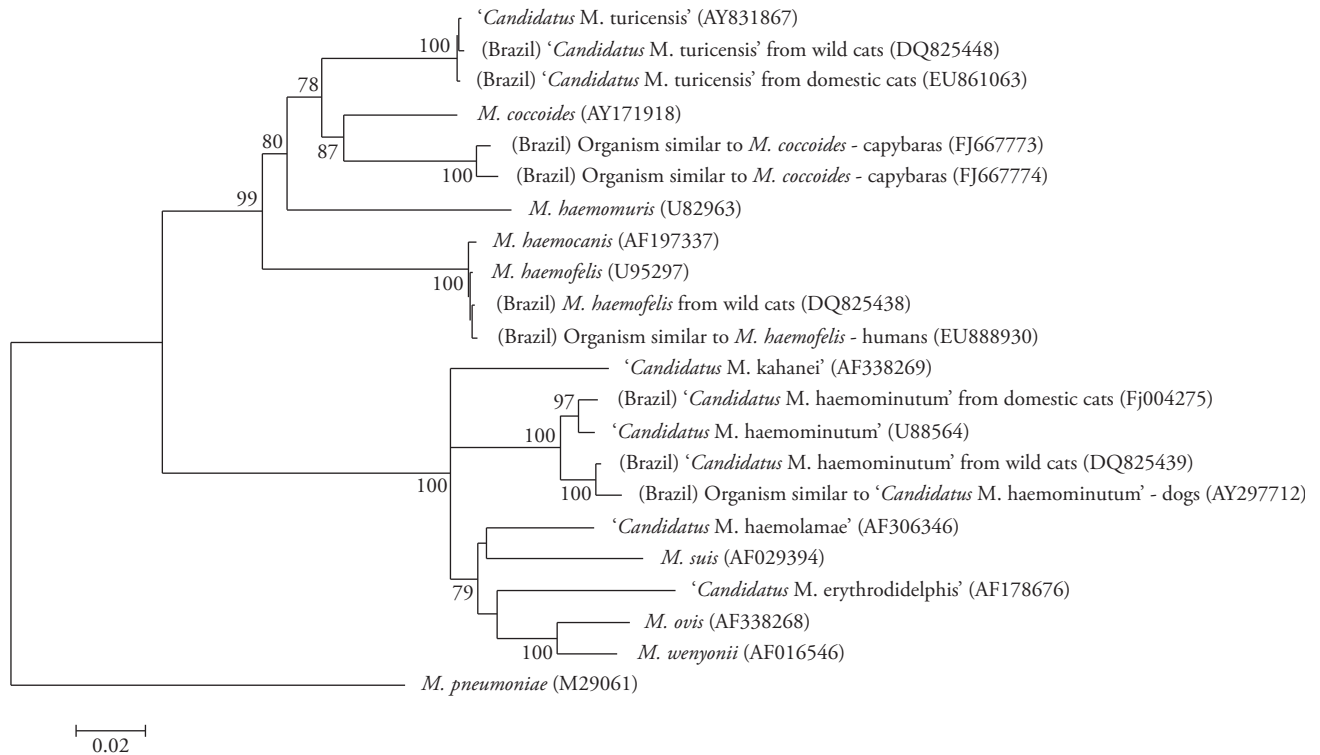 ‘Candidatus M. turicensis’ (AY831867)
100
(Brazil) ‘Candidatus M. turicensis’ from wild cats (DQ825448)
(Brazil) ‘Candidatus M. turicensis’ from domestic cats (EU861063)
78
M. coccoides (AY171918)
80
87
(Brazil) Organism similar to M. coccoides - capybaras (FJ667773)
100
(Brazil) Organism similar to M. coccoides - capybaras (FJ667774)
99
M. haemomuris (U82963)
M. haemocanis (AF197337)
M. haemofelis (U95297)
100
(Brazil) M. haemofelis from wild cats (DQ825438)
(Brazil) Organism similar to M. haemofelis - humans (EU888930)
‘Candidatus M. kahanei’ (AF338269)
97
(Brazil) ‘Candidatus M. haemominutum’ from domestic cats (Fj004275)
100
‘Candidatus M. haemominutum’ (U88564)
(Brazil) ‘Candidatus M. haemominutum’ from wild cats (DQ825439)
100
100
(Brazil) Organism similar to ‘Candidatus M. haemominutum’ - dogs (AY297712)
‘Candidatus M. haemolamae’ (AF306346)
M. suis (AF029394)
79
‘Candidatus M. erythrodidelphis’ (AF178676)
M. ovis (AF338268)
100
M. wenyonii (AF016546)
M. pneumoniae (M29061)
0.02